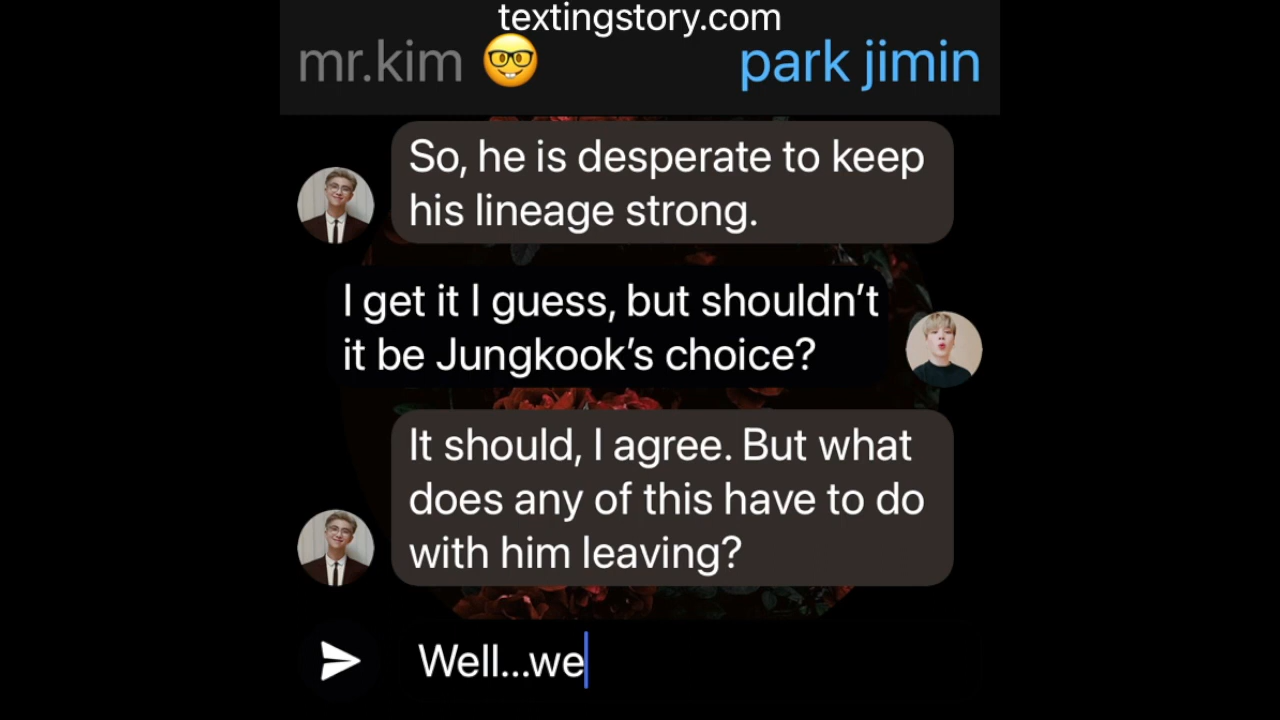 textingstory.com
mr.kim 🤓 park jimin
So, he is desperate to keep
his lineage strong.
I get it I guess, but shouldn’t
it be Jungkook’s choice?
It should, I agree. But what
does any of this have to do
with him leaving?
Well...we